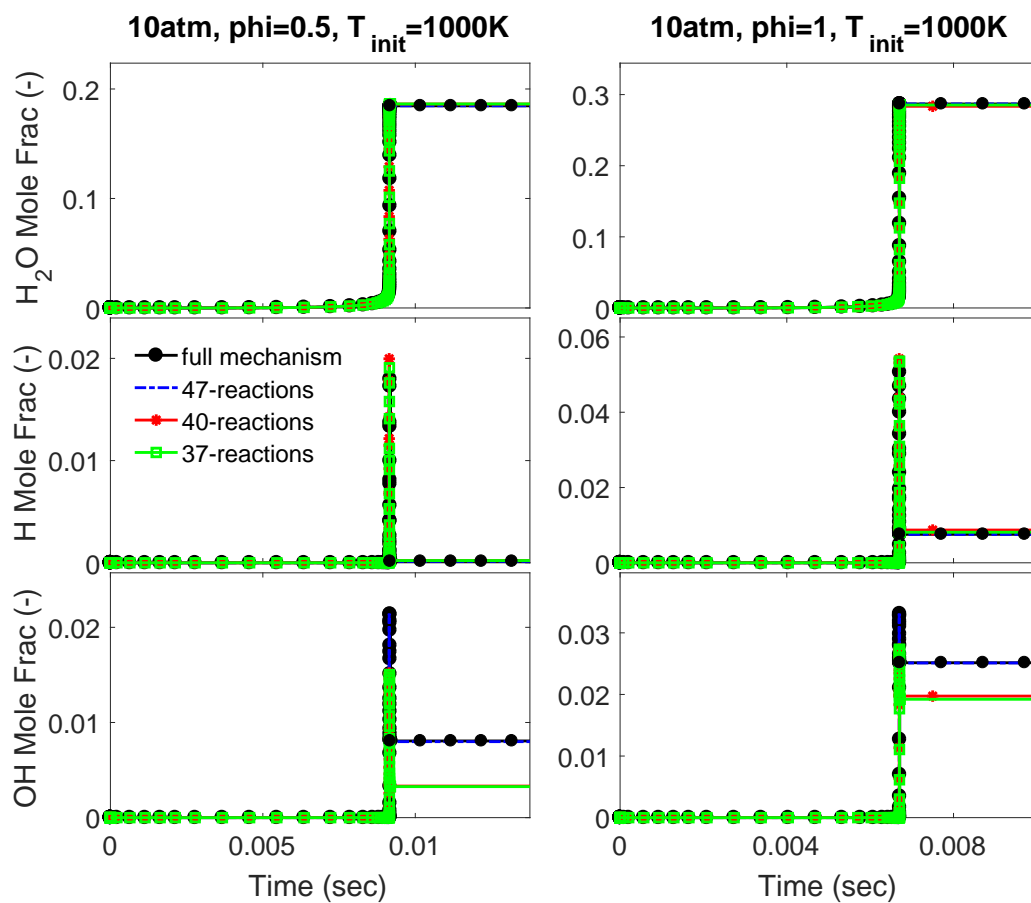 10atm, phi=0.5, T_init=1000K
10atm, phi=1, T_init=1000K
H_2O Mole Frac (-)
0.2
0.1
0
0.3
0.2
0.1
0
H Mole Frac (-)
0.02
0.01
0
full mechanism
47-reactions
40-reactions
37-reactions
0.06
0.04
0.02
0
OH Mole Frac (-)
0.02
0.01
0
0 0.005 0.01
Time (sec)
0.03
0.02
0.01
0
0 0.004 0.008
Time (sec)